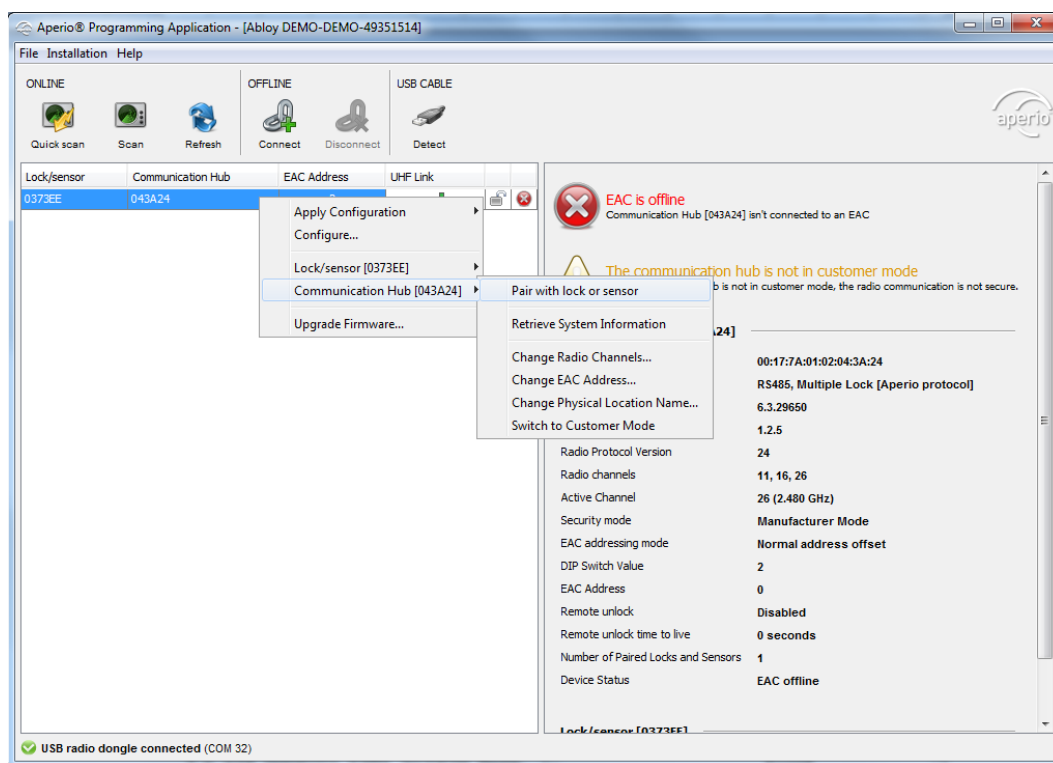 Aperio® Programming Application - [Abloy DEMO-DEMO-49351514]
File Installation Help
ONLINE OFFLINE USB CABLE
Quick scan Scan Refresh Connect Disconnect Detect
aperio
Lock/sensor Communication Hub EAC Address UHF Link
0373EE 043A24
Apply Configuration
Configure...
Lock/sensor [0373EE]
Communication Hub [043A24]
Upgrade Firmware...
Pair with lock or sensor
Retrieve System Information
Change Radio Channels...
Change EAC Address...
Change Physical Location Name...
Switch to Customer Mode
EAC is offline
Communication Hub [043A24] isn't connected to an EAC
The communication hub is not in customer mode
is not in customer mode, the radio communication is not secure.
00:17:7A:01:02:04:3A:24
RS485, Multiple Lock [Aperio protocol]
6.3.29650
1.2.5
Radio Protocol Version 24
Radio channels 11, 16, 26
Active Channel 26 (2.480 GHz)
Security mode Manufacturer Mode
EAC addressing mode Normal address offset
DIP Switch Value 2
EAC Address 0
Remote unlock Disabled
Remote unlock time to live 0 seconds
Number of Paired Locks and Sensors 1
Device Status EAC offline
Lock/sensor [0373EE]
USB radio dongle connected (COM 32)